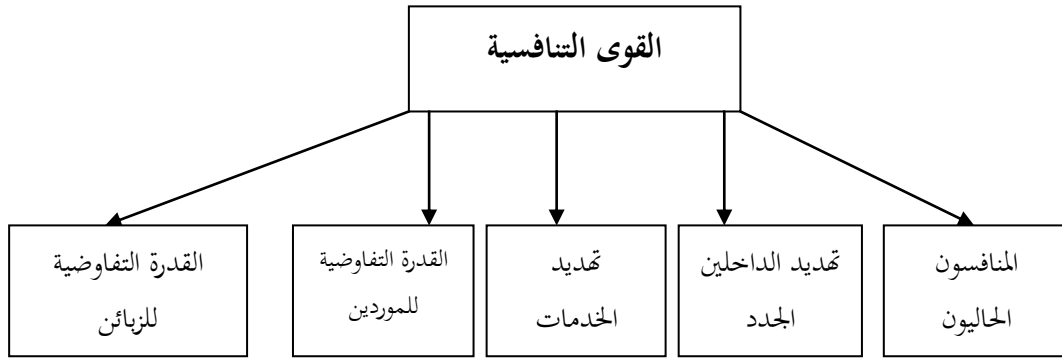 القوى التنافسية
المنافسون
الحاليون
تهديد الداخلين
الجدد
تهديد
الخدمات
القدرة التفاوضية
للموردين
القدرة التفاوضية
للزبائن